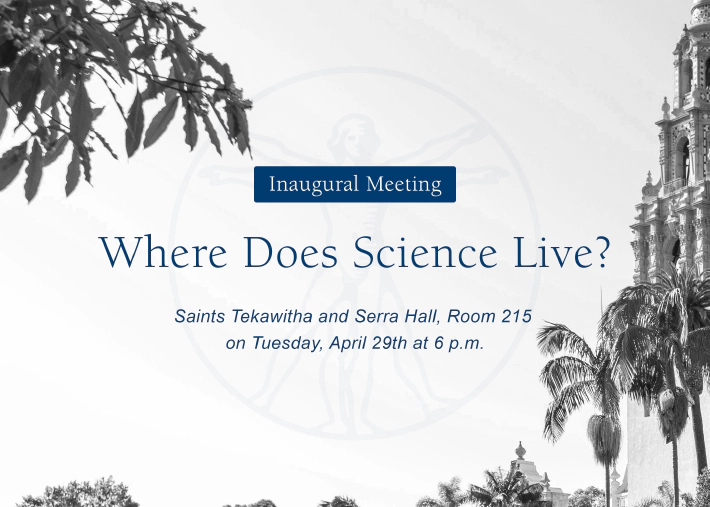 Inaugural Meeting
Where Does Science Live?
Saints Tekawitha and Serra Hall, Room 215
on Tuesday, April 29th at 6 p.m.